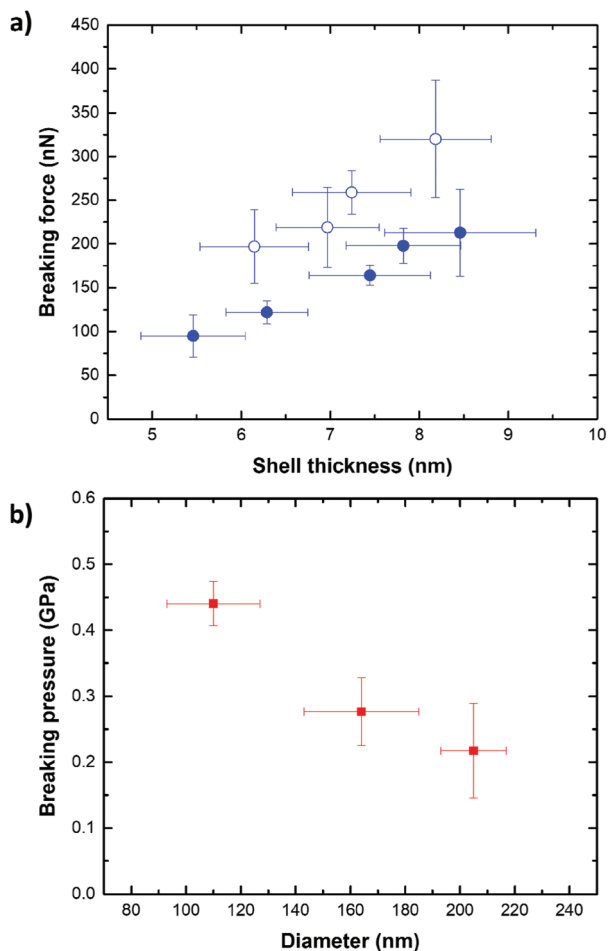 a)
450
400
350
300
250
200
150
100
50
0
Breaking force (nN)
5 6 7 8 9 10
Shell thickness (nm)
b)
0.6
0.5
0.4
0.3
0.2
0.1
0.0
Breaking pressure (GPa)
80 100 120 140 160 180 200 220 240
Diameter (nm)